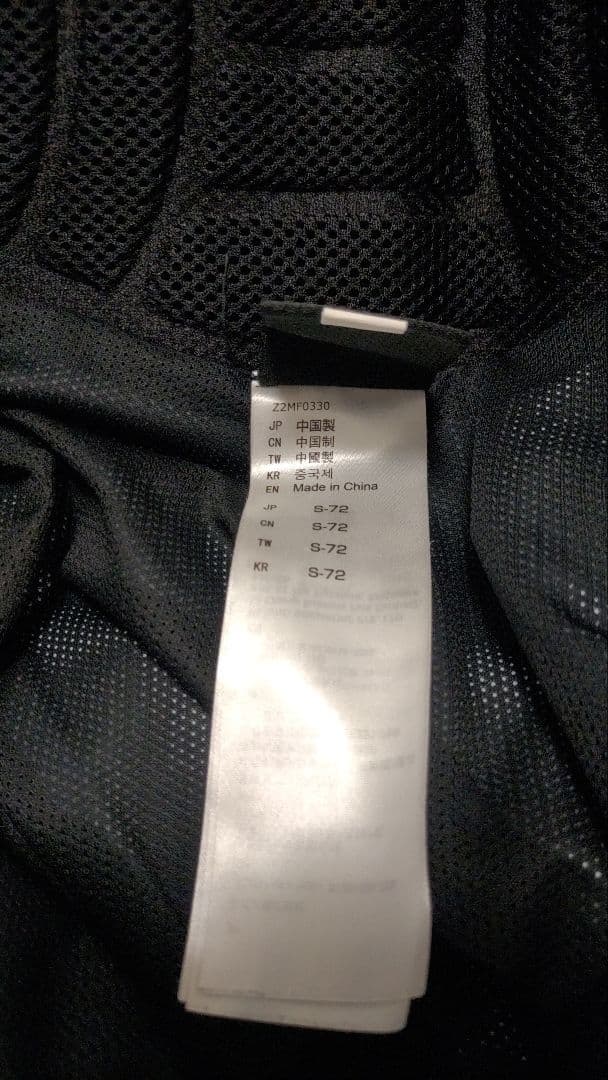 Z2MF0330
JP 中国製
CN 中国制
TW 中國製
KR 중국제
EN Made in China
JP S-72
CN S-72
TW S-72
KR S-72